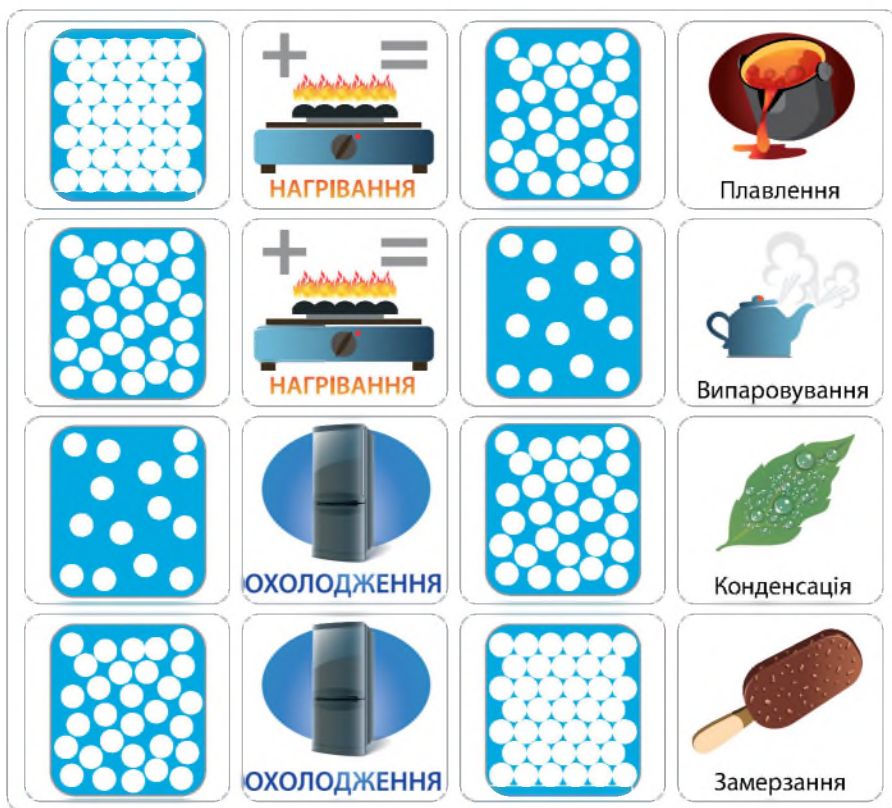 + =
НАГРІВАННЯ
Плавлення
+ =
НАГРІВАННЯ
Випаровування
ОХОЛОДЖЕННЯ
Конденсація
ОХОЛОДЖЕННЯ
Замерзання